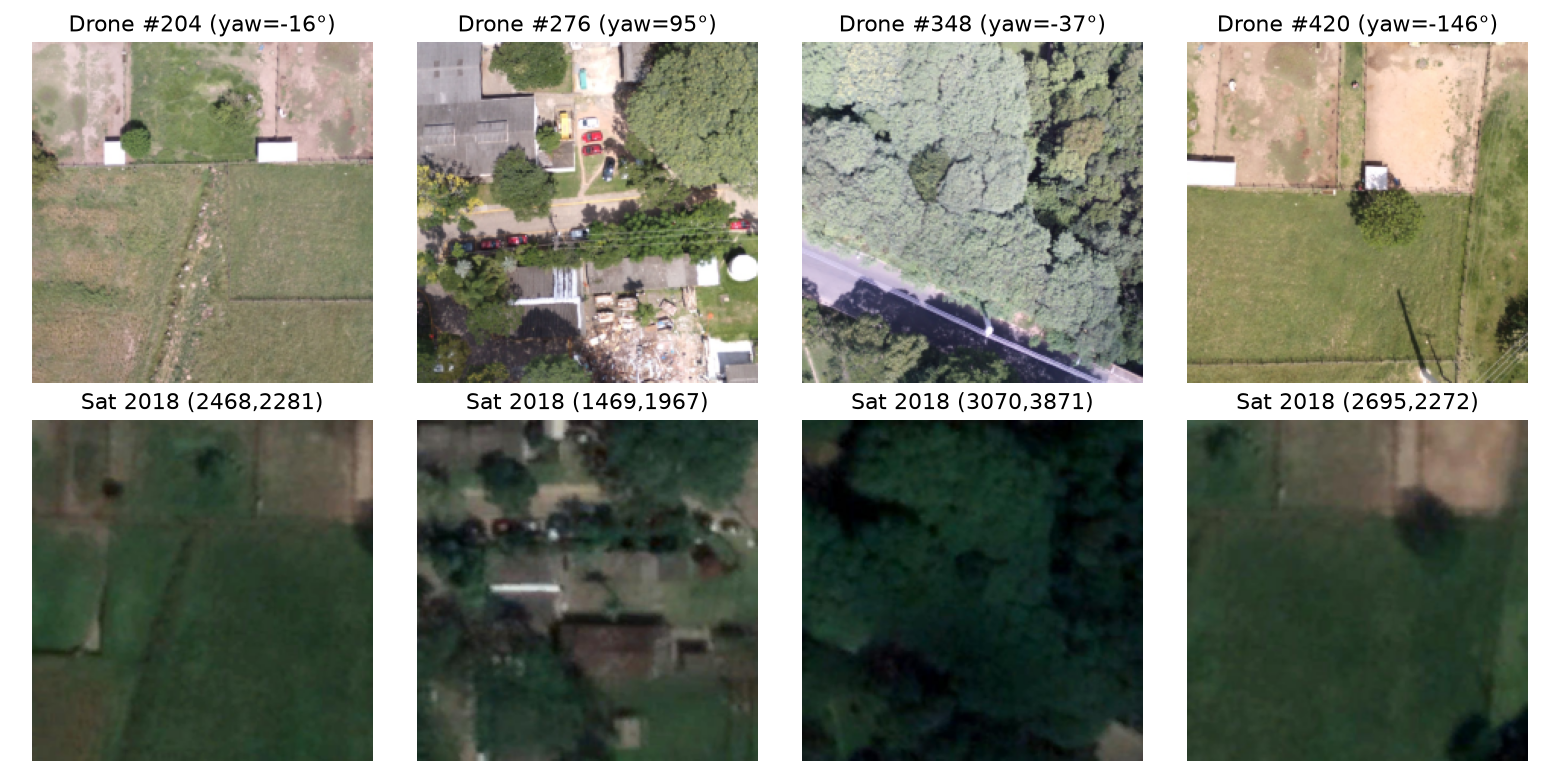 Drone #204 (yaw=-16°)
Drone #276 (yaw=95°)
Drone #348 (yaw=-37°)
Drone #420 (yaw=-146°)
Sat 2018 (2468,2281)
Sat 2018 (1469,1967)
Sat 2018 (3070,3871)
Sat 2018 (2695,2272)